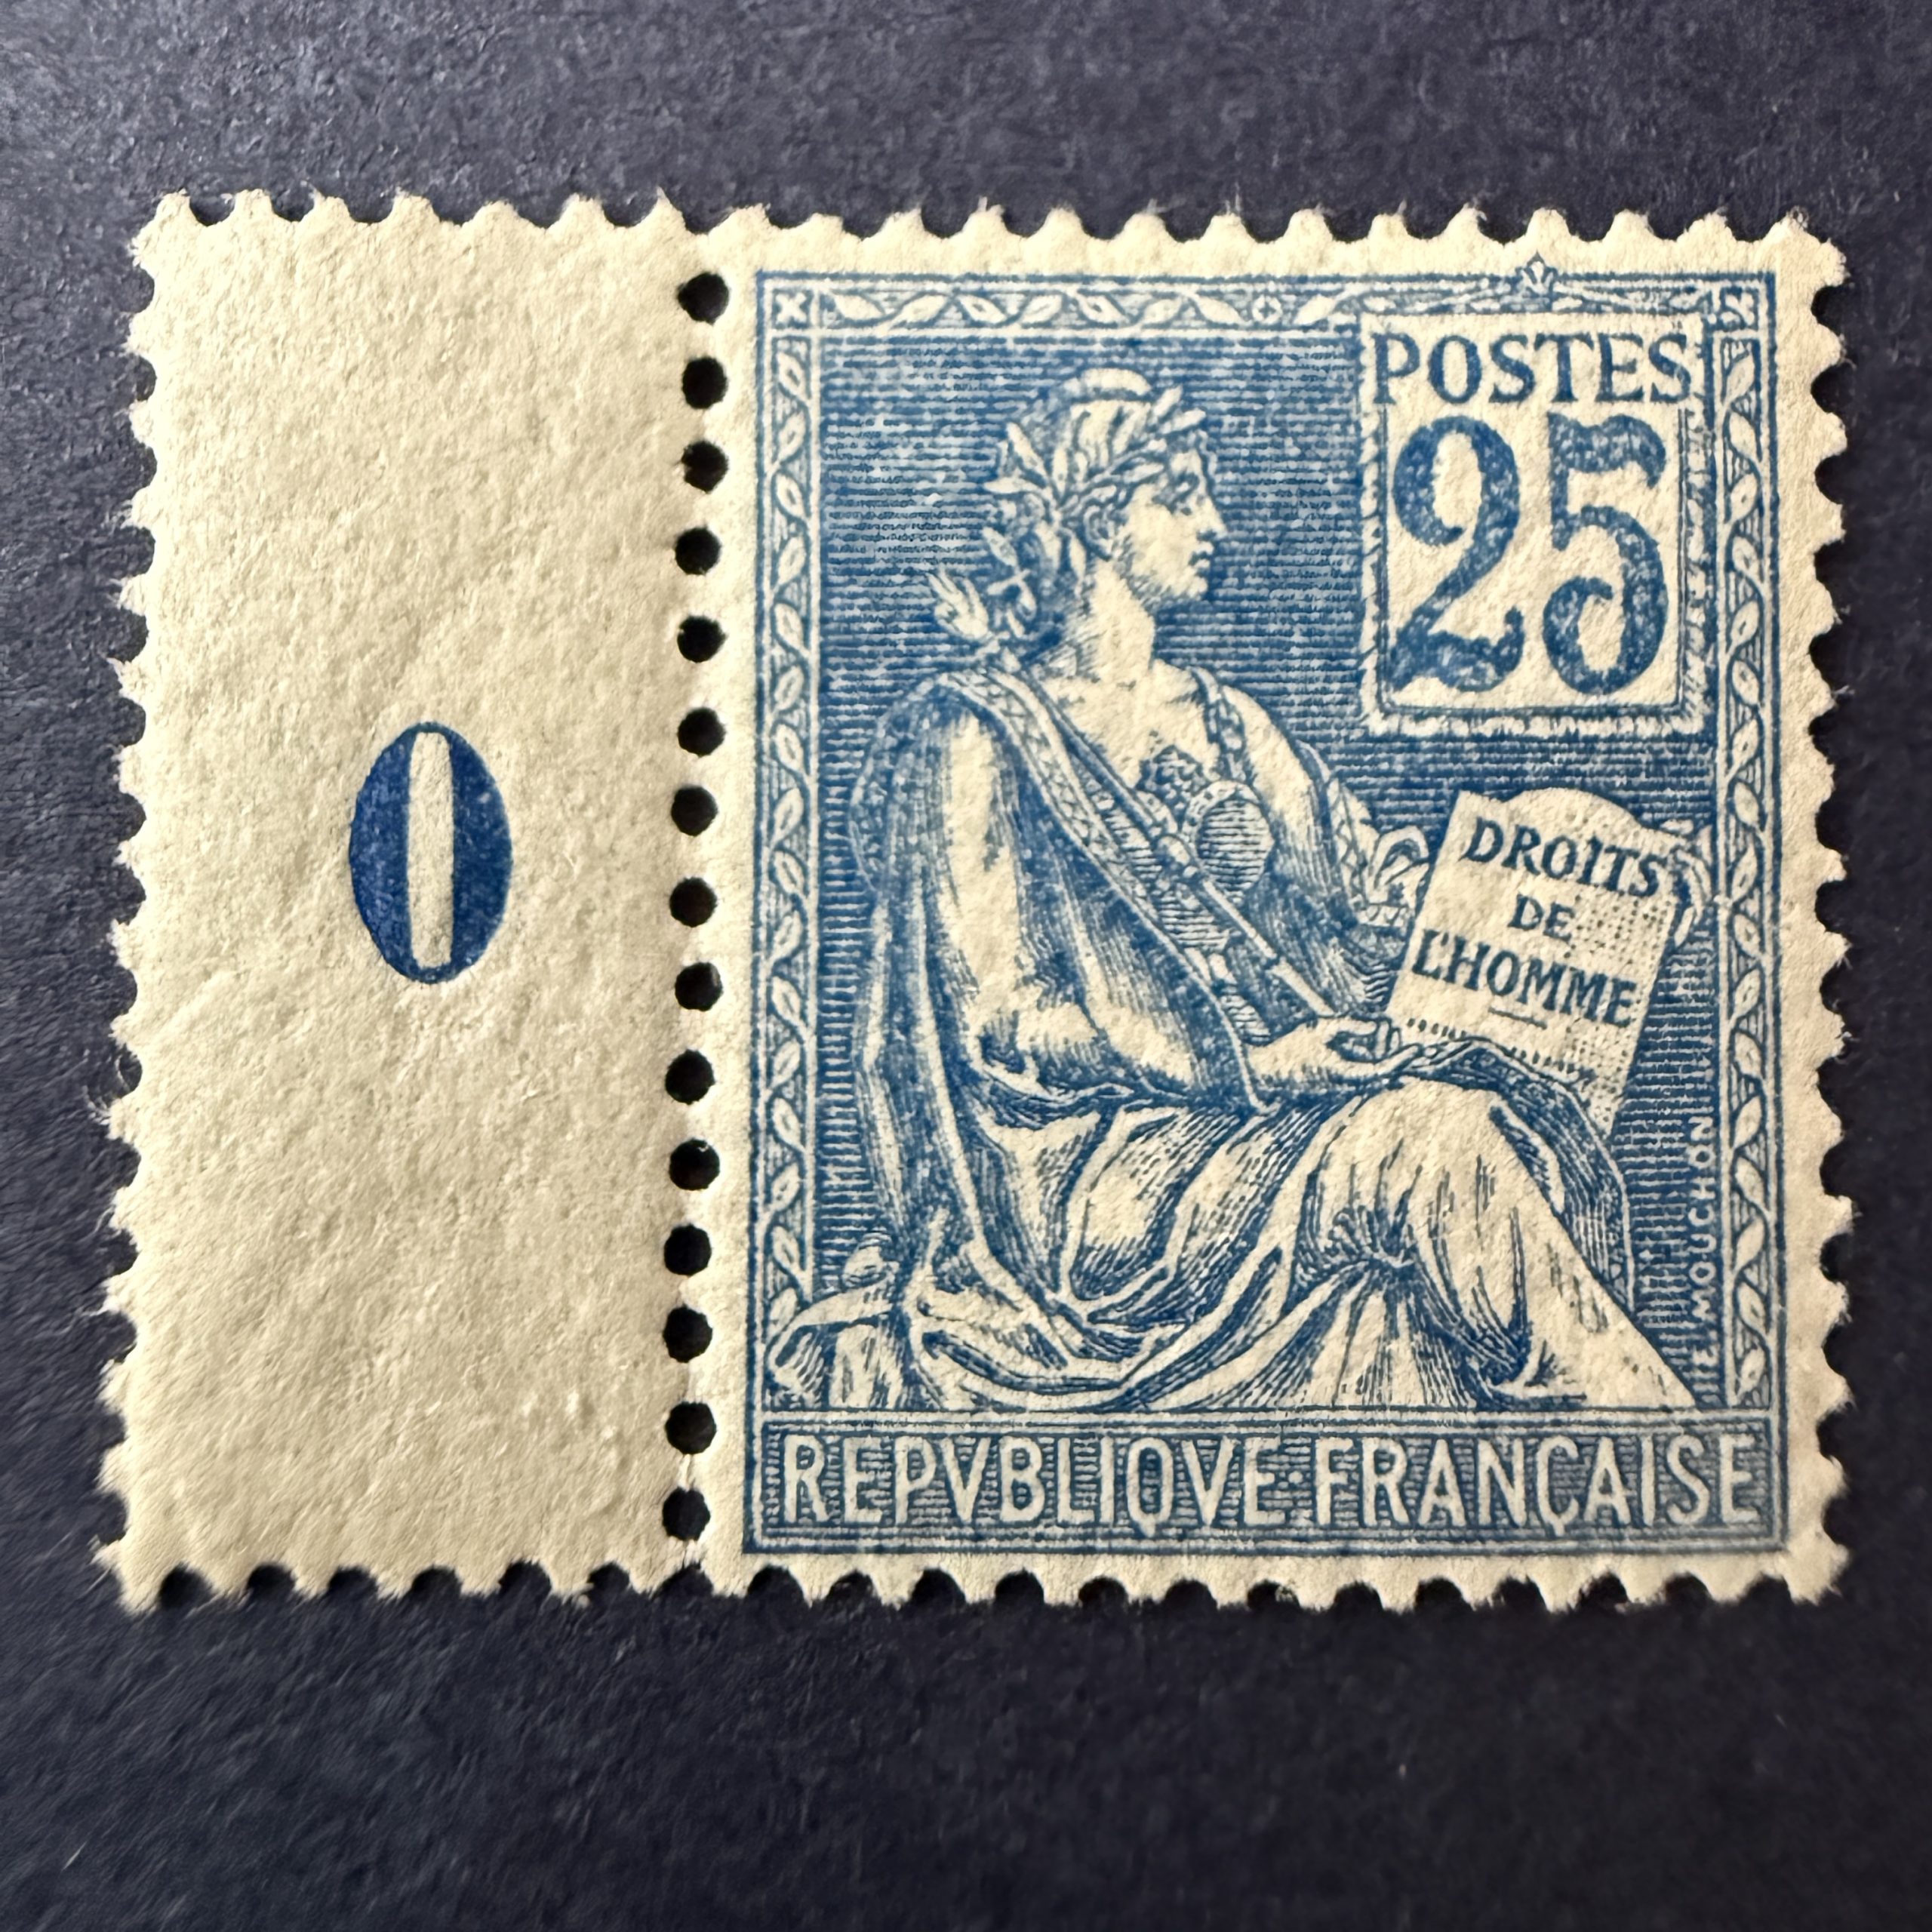 0
POSTES
25
DROITS
DE
L'HOMME
E MOUCHON
REPVBLIQVE·FRANÇAISE